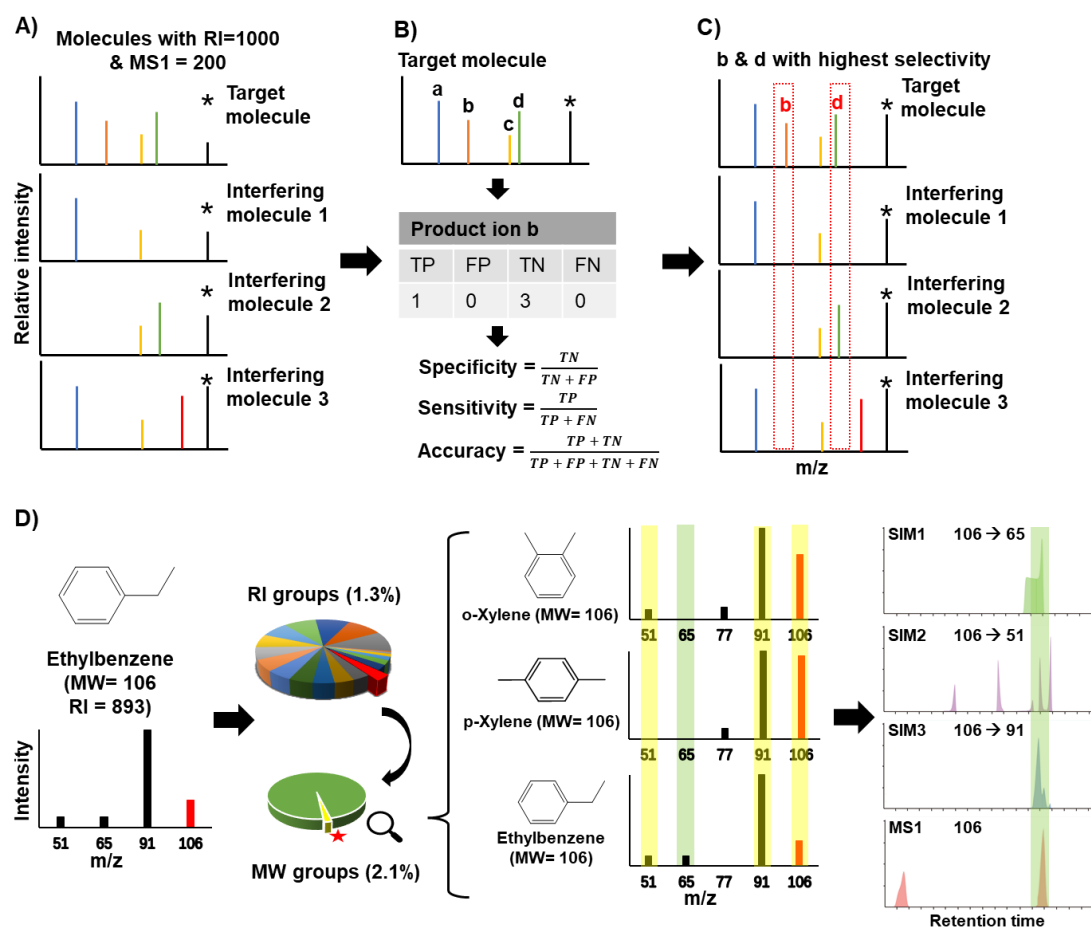 A)
Molecules with RI=1000
& MS1 = 200
*
Target
molecule
*
Interfering
molecule 1
*
Interfering
molecule 2
*
Interfering
molecule 3
Relative intensity
B)
Target molecule
a
b
c
d
*
Product ion b
TP FP TN FN
1 0 3 0
Specificity = TN / TN + FP
Sensitivity = TP / TP + FN
Accuracy = TP + TN / TP + FP + TN + FN
C)
b & d with highest selectivity
b d *
Target
molecule
*
Interfering
molecule 1
*
Interfering
molecule 2
*
Interfering
molecule 3
m/z
D)
Ethylbenzene
(MW= 106
RI = 893)
Intensity
51 65 91 106
m/z
RI groups (1.3%)
MW groups (2.1%)
o-Xylene (MW= 106)
51 65 77 91 106
p-Xylene (MW= 106)
51 65 77 91 106
Ethylbenzene
(MW= 106)
51 65 77 91 106
m/z
SIM1 106 → 65
SIM2 106 → 51
SIM3 106 → 91
MS1 106
Retention time